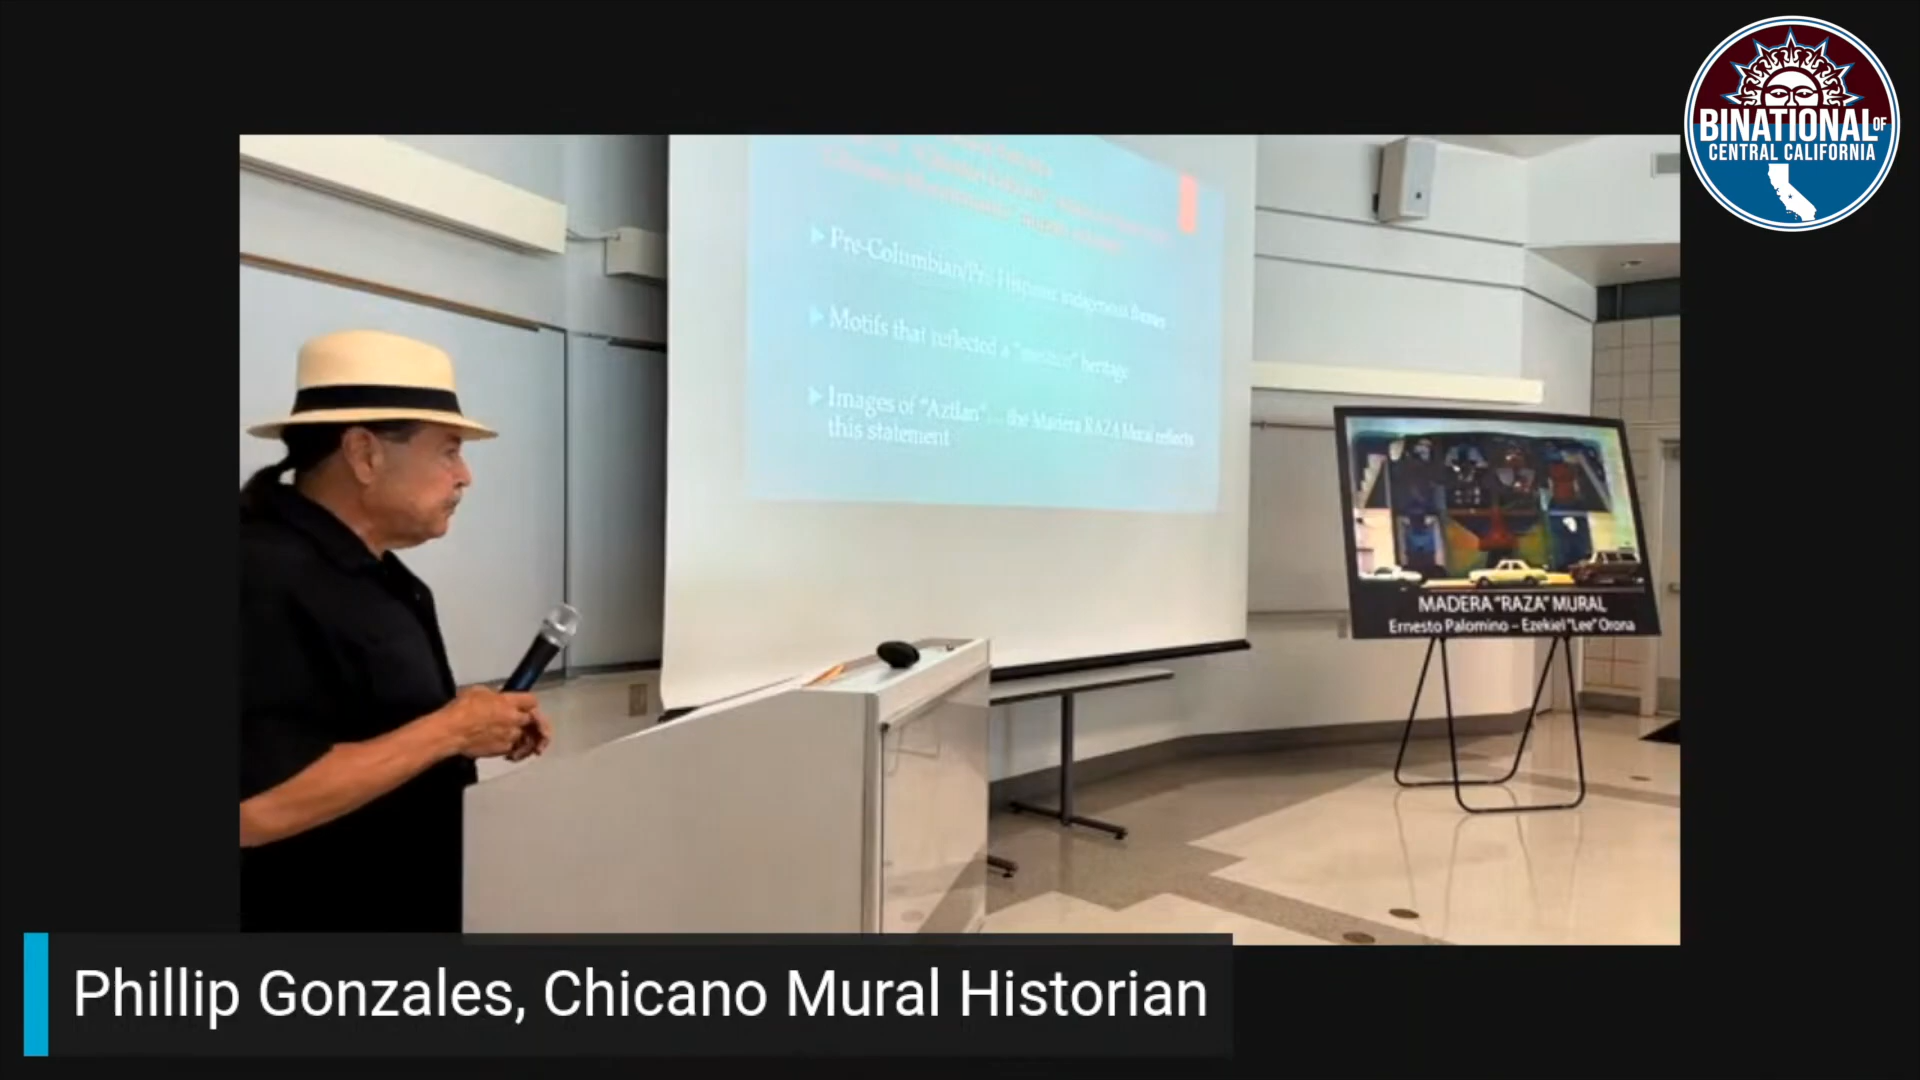 BINATIONAL OF
CENTRAL CALIFORNIA
Pre-Columbian/Pre-Hispanic indigenous
Motifs that reflected a "mestizo" heritage
Images of "Aztlan"... the Madera RAZA Mural reflects
this statement
MADERA "RAZA" MURAL
Ernesto Palomino – Ezekiel "Lee" Orona
Phillip Gonzales, Chicano Mural Historian